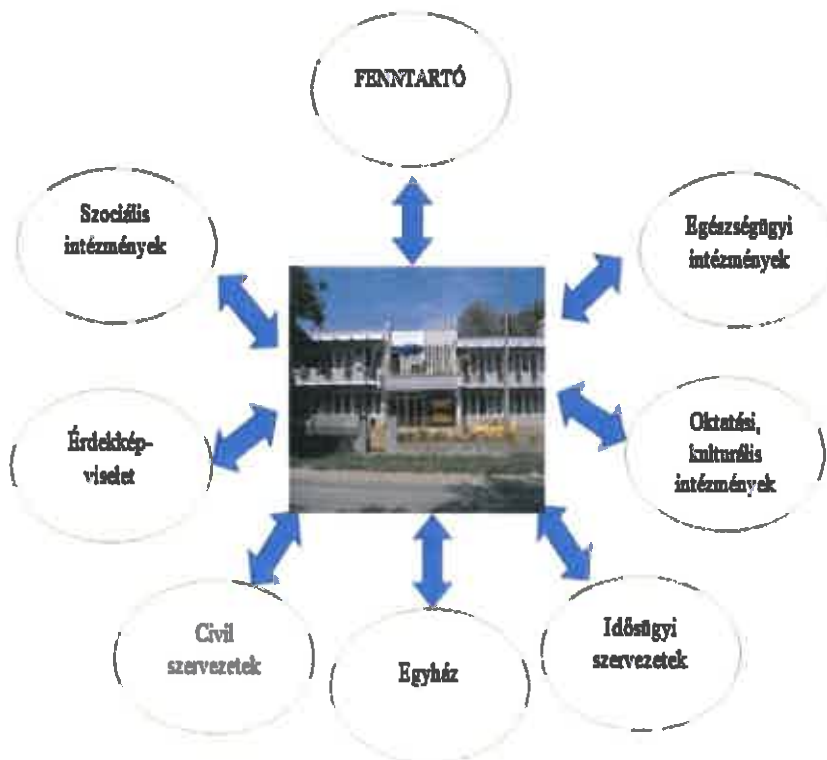 FENNTARTÓ
Szociális
intézmények
Egészségügyi
intézmények
Érdekkép-
viselet
Oktatási,
kulturális
intézmények
Civil
szervezetek
Egyház
Idősügyi
szervezetek